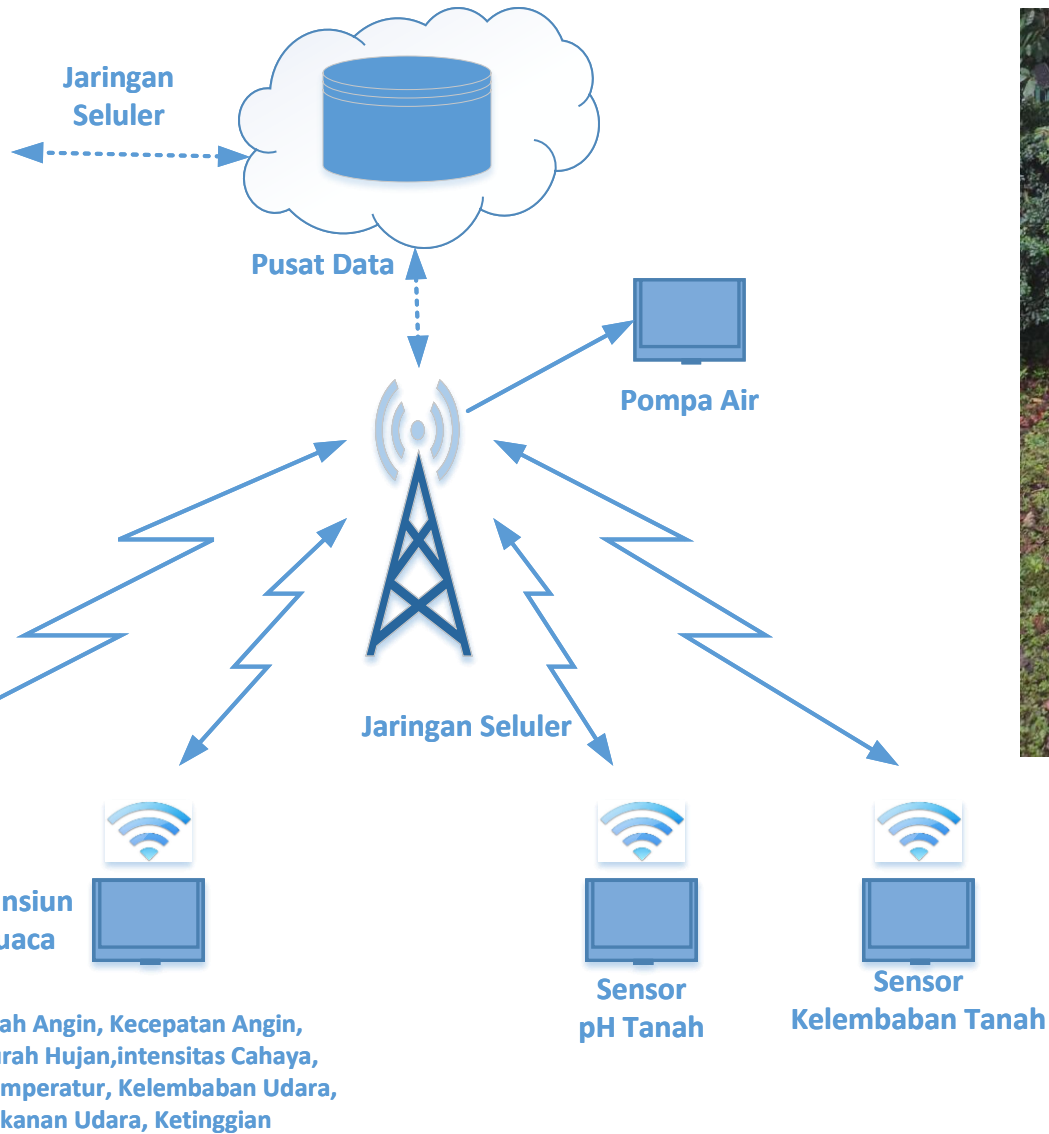 Jaringan
Seluler
Pusat Data
Pompa Air
Jaringan Seluler
nsiun
uaca
Sensor
pH Tanah
Sensor
Kelembaban Tanah
ah Angin, Kecepatan Angin,
rah Hujan,intensitas Cahaya,
mperatur, Kelembaban Udara,
kanan Udara, Ketinggian